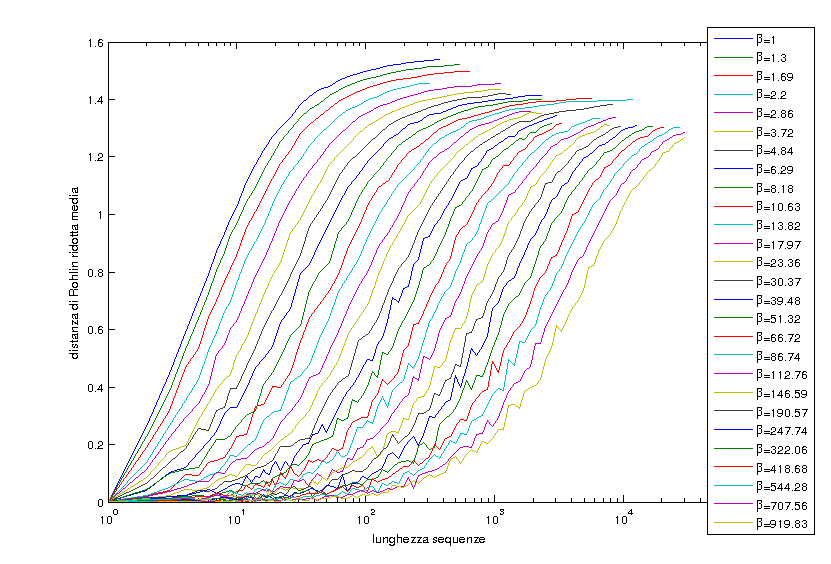 1.6
1.4
1.2
1
0.8
0.6
0.4
0.2
0
distanza di Rohlin ridotta media
10^0
10^1
10^2
10^3
10^4
lunghezza sequenze
β=1
β=1.3
β=1.69
β=2.2
β=2.86
β=3.72
β=4.84
β=6.29
β=8.18
β=10.63
β=13.82
β=17.97
β=23.36
β=30.37
β=39.48
β=51.32
β=66.72
β=86.74
β=112.76
β=146.59
β=190.57
β=247.74
β=322.06
β=418.68
β=544.28
β=707.56
β=919.83